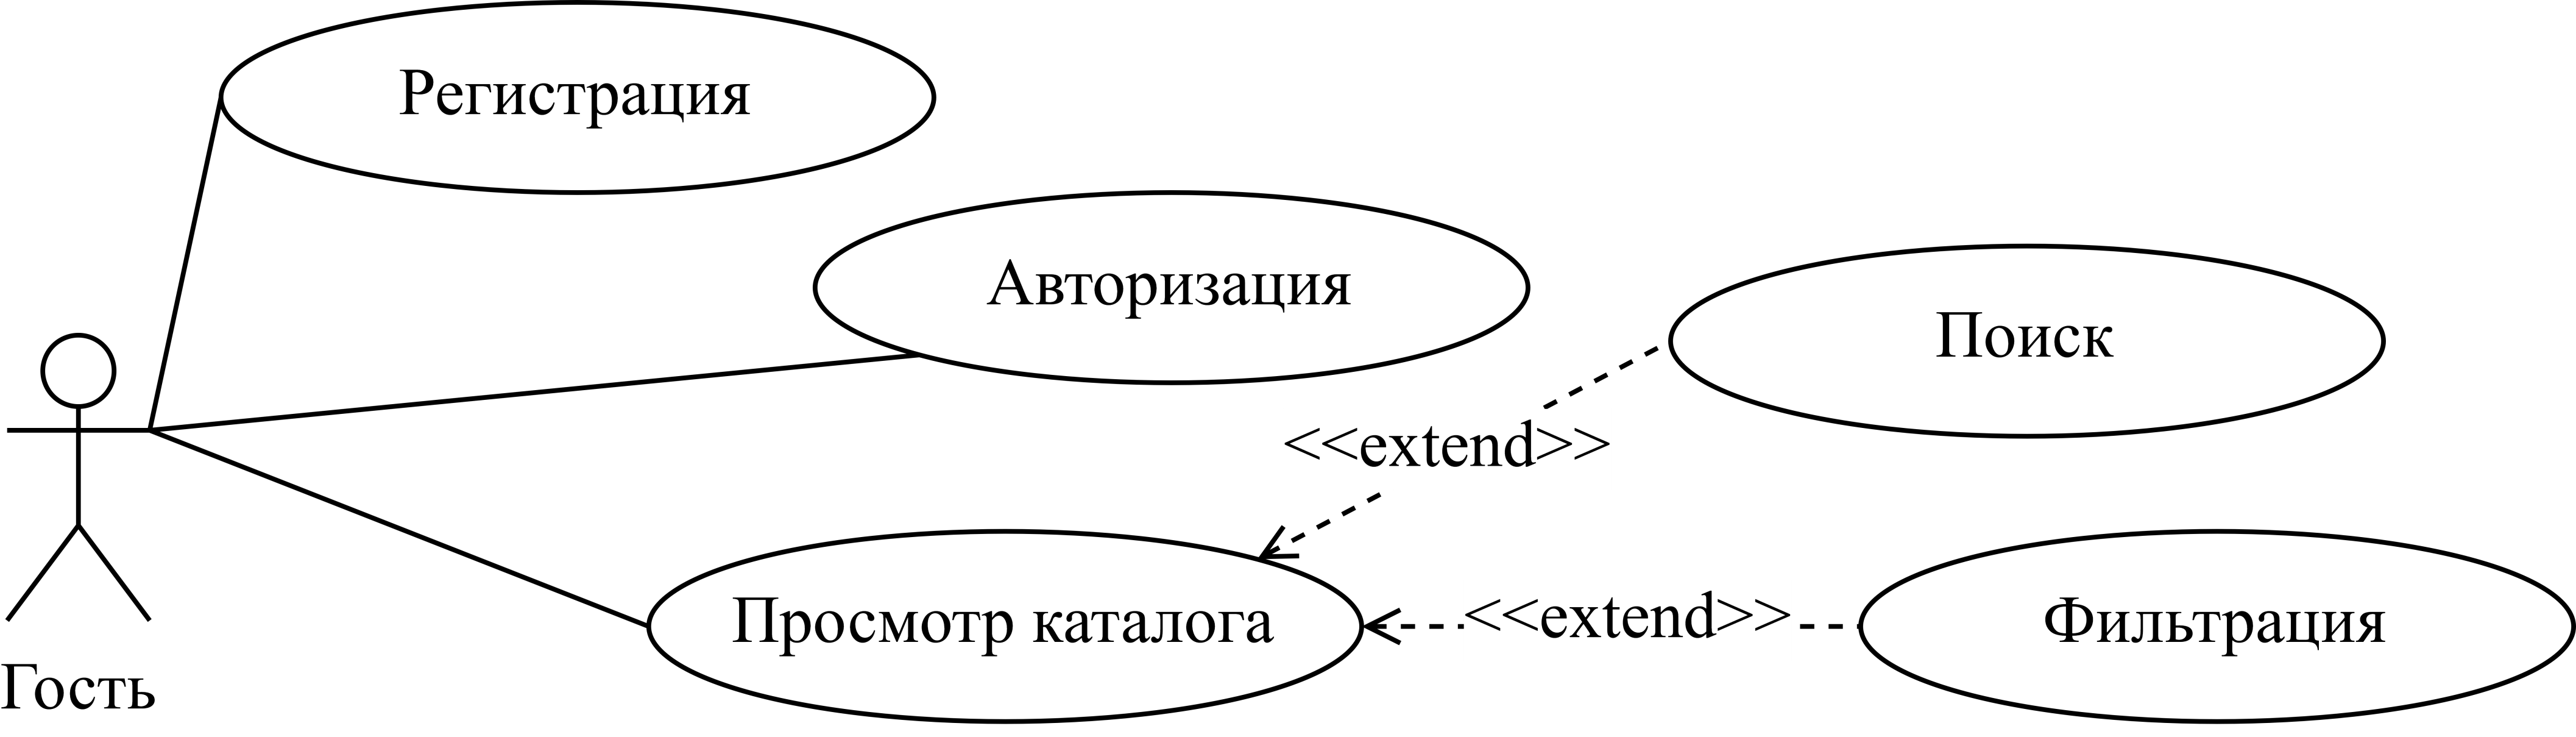 Регистрация
Авторизация
Поиск
<<extend>>
Просмотр каталога
<<extend>>
Фильтрация
Гость